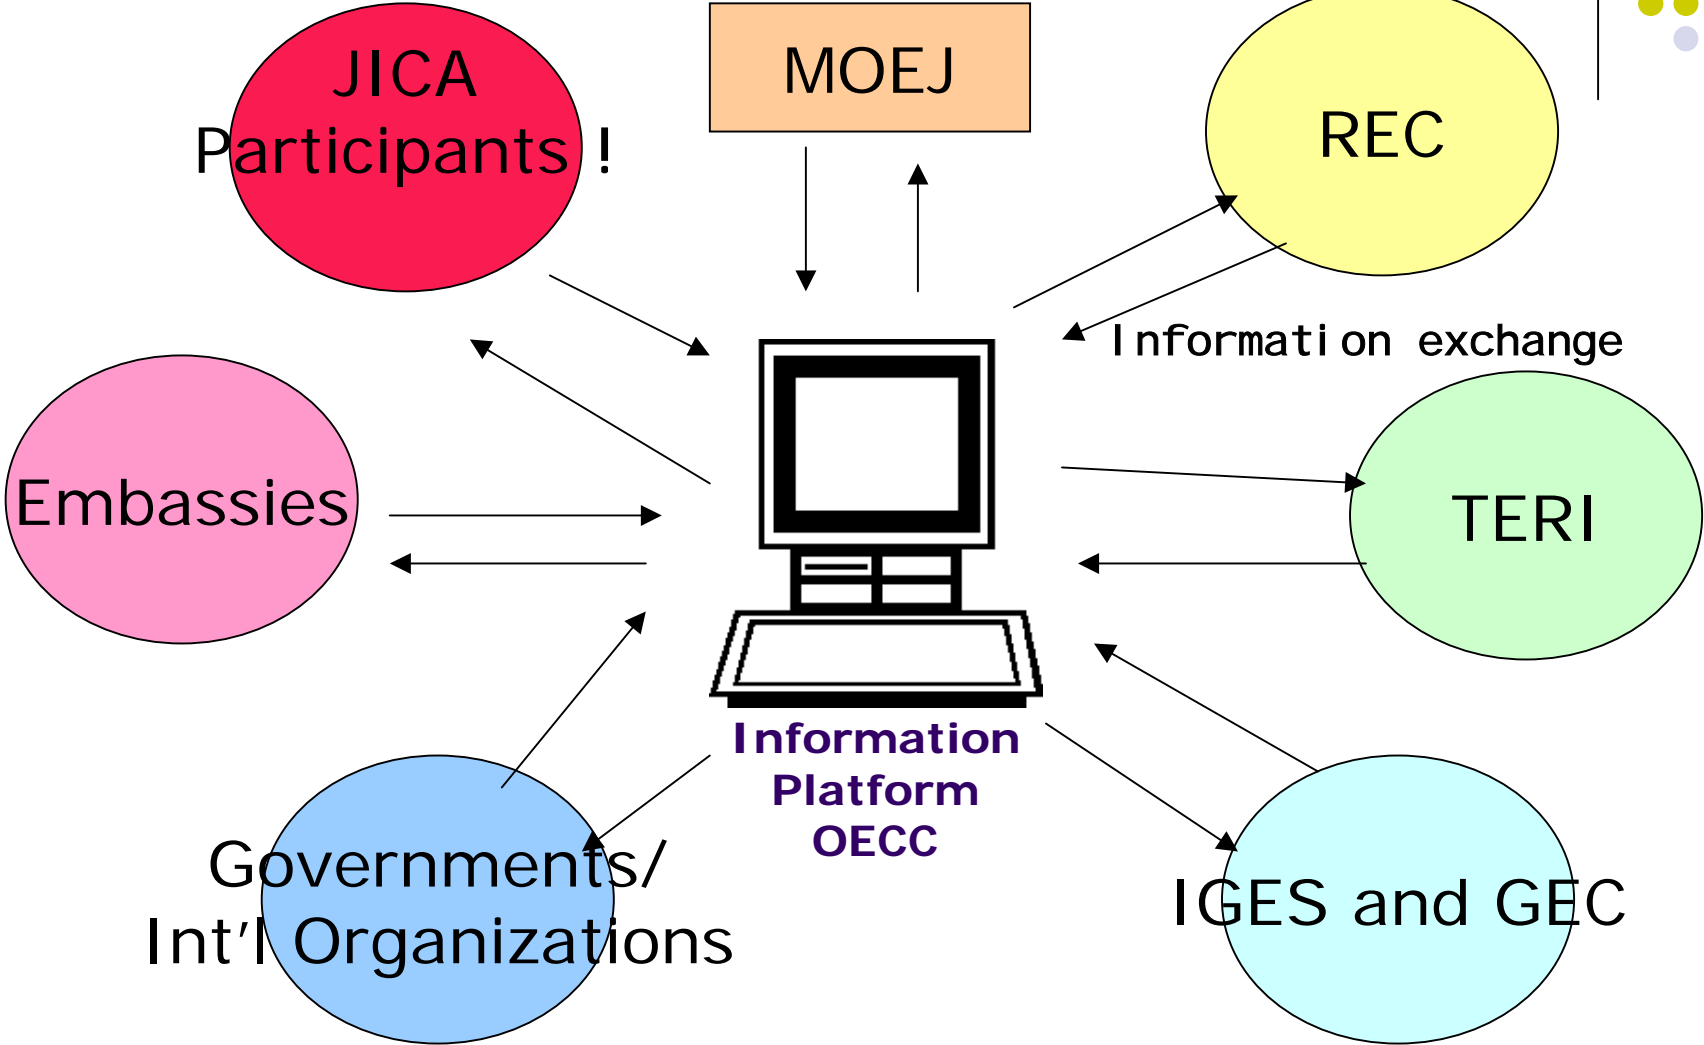 JICA
Participants !
MOEJ
REC
Information exchange
Embassies
TERI
Information
Platform
OECC
Governments/
Int'l Organizations
IGES and GEC